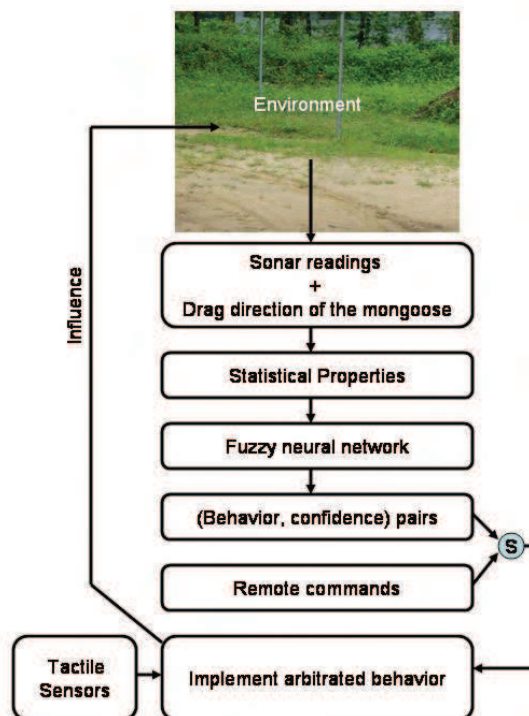 Environment
Influence
Sonar readings
+
Drag direction of the mongoose
Statistical Properties
Fuzzy neural network
(Behavior, confidence) pairs
S
Remote commands
Tactile
Sensors
Implement arbitrated behavior